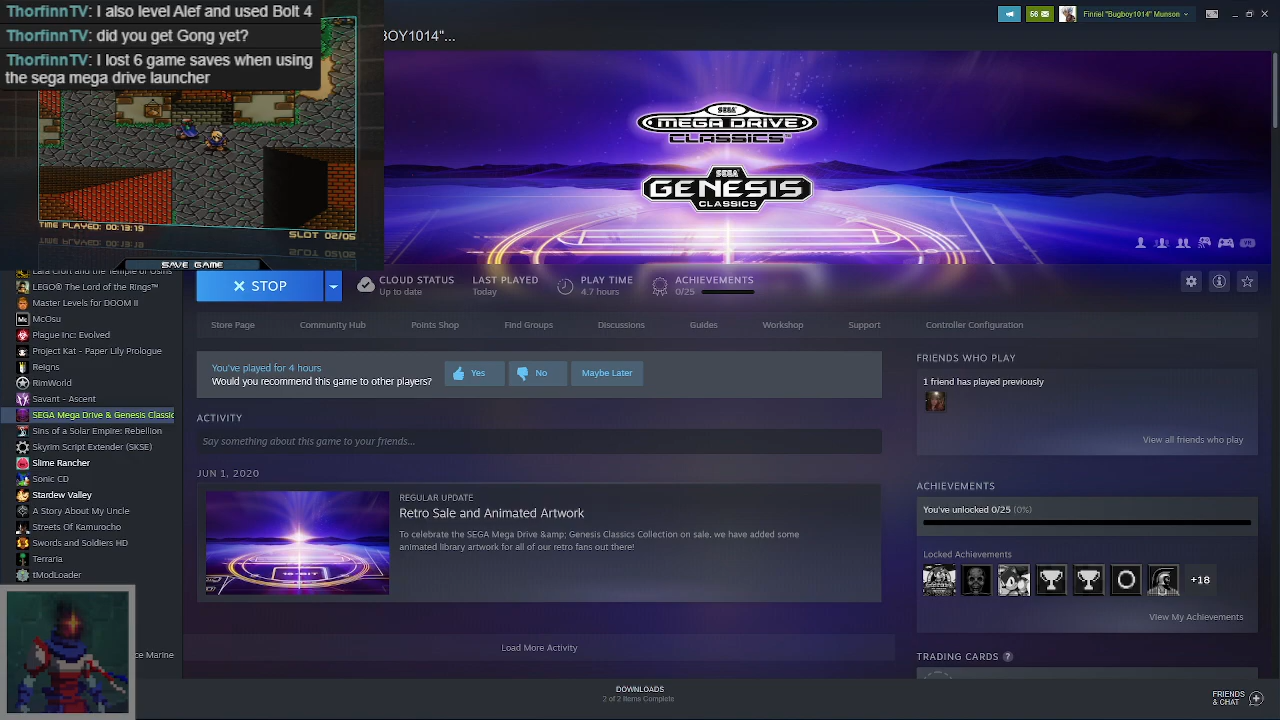 ThorfinnTV: I also level Alef and used Bolt 4
ThorfinnTV: did you get Gong yet?
ThorfinnTV: I lost 6 game saves when using
the sega mega drive launcher
TIME PLAYED: 00:13:19
SLOT 02/05
SAVE GAME
BOY1014"...
56
Finriel "Bugboy1014" Munson
SEGA
MEGA DRIVE
CLASSICS™
SEGA
GENESIS
CLASSICS
VR
STOP
CLOUD STATUS
Up to date
LAST PLAYED
Today
PLAY TIME
4.7 hours
ACHIEVEMENTS
0/25
Store Page
Community Hub
Points Shop
Find Groups
Discussions
Guides
Workshop
Support
Controller Configuration
LEGO® The Lord of the Rings™
Master Levels for DOOM II
McOsu
Plague Inc: Evolved
Project Kat - Paper Lily Prologue
Reigns
RimWorld
Savant - Ascent
SEGA Mega Drive & Genesis Classic
Sins of a Solar Empire: Rebellion
Skyrim Script Extender (SKSE)
Slime Rancher
Sonic CD
Stardew Valley
A Story About My Uncle
Streets Of Kamurocho
Swords and Soldiers HD
Terraria
tModLoader
ce Marine
You've played for 4 hours
Would you recommend this game to other players?
Yes
No
Maybe Later
ACTIVITY
Say something about this game to your friends...
JUN 1, 2020
REGULAR UPDATE
Retro Sale and Animated Artwork
To celebrate the SEGA Mega Drive &amp; Genesis Classics Collection on sale, we have added some
animated library artwork for all of our retro fans out there!
Load More Activity
FRIENDS WHO PLAY
1 friend has played previously
View all friends who play
ACHIEVEMENTS
You've unlocked 0/25 (0%)
Locked Achievements
+18
View My Achievements
TRADING CARDS ?
DOWNLOADS
2 of 2 Items Complete
FRIENDS
& CHAT